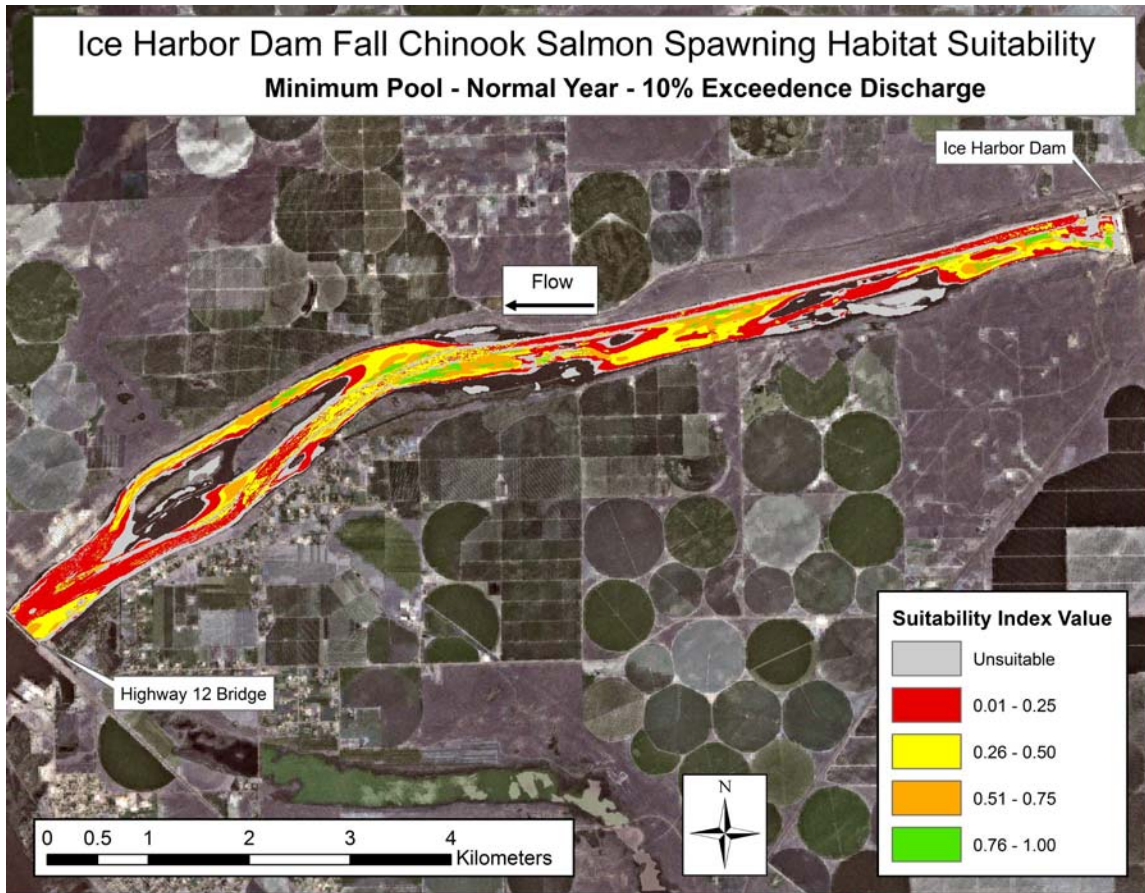 Ice Harbor Dam Fall Chinook Salmon Spawning Habitat Suitability
Minimum Pool - Normal Year - 10% Exceedence Discharge
Ice Harbor Dam
Flow
Highway 12 Bridge
Suitability Index Value
Unsuitable
0.01 - 0.25
0.26 - 0.50
0.51 - 0.75
0.76 - 1.00
N
0 0.5 1 2 3 4
Kilometers